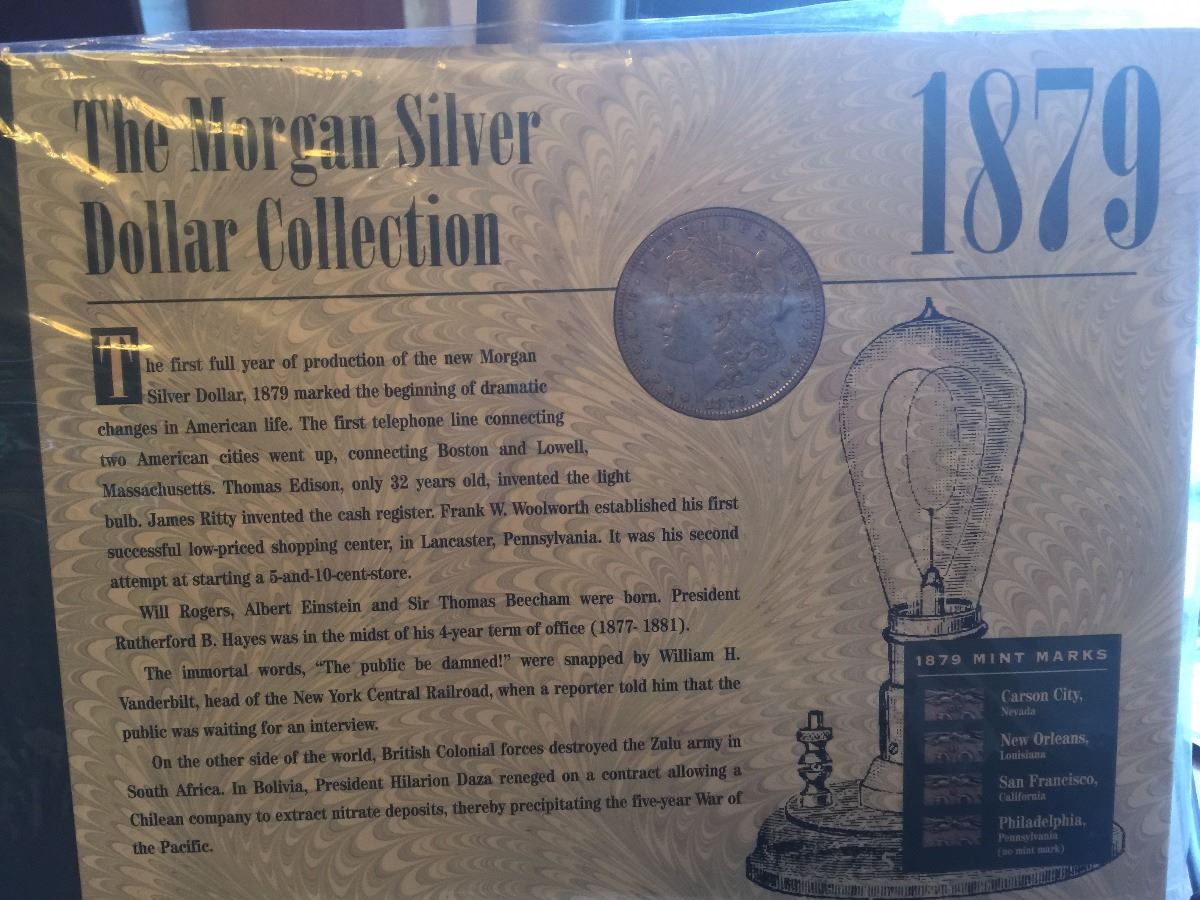 The Morgan Silver
Dollar Collection
1879
The first full year of production of the new Morgan
Silver Dollar, 1879 marked the beginning of dramatic
changes in American life. The first telephone line connecting
two American cities went up, connecting Boston and Lowell,
Massachusetts. Thomas Edison, only 32 years old, invented the light
bulb. James Ritty invented the cash register. Frank W. Woolworth established his first
successful low-priced shopping center, in Lancaster, Pennsylvania. It was his second
attempt at starting a 5-and-10-cent-store.
Will Rogers, Albert Einstein and Sir Thomas Beecham were born. President
Rutherford B. Hayes was in the midst of his 4-year term of office (1877- 1881).
The immortal words, “The public be damned!” were snapped by William H.
Vanderbilt, head of the New York Central Railroad, when a reporter told him that the
public was waiting for an interview.
On the other side of the world, British Colonial forces destroyed the Zulu army in
South Africa. In Bolivia, President Hilarion Daza reneged on a contract allowing a
Chilean company to extract nitrate deposits, thereby precipitating the five-year War of
the Pacific.
1879 MINT MARKS
Carson City,
Nevada
New Orleans,
Louisiana
San Francisco,
California
Philadelphia,
Pennsylvania
(no mint mark)